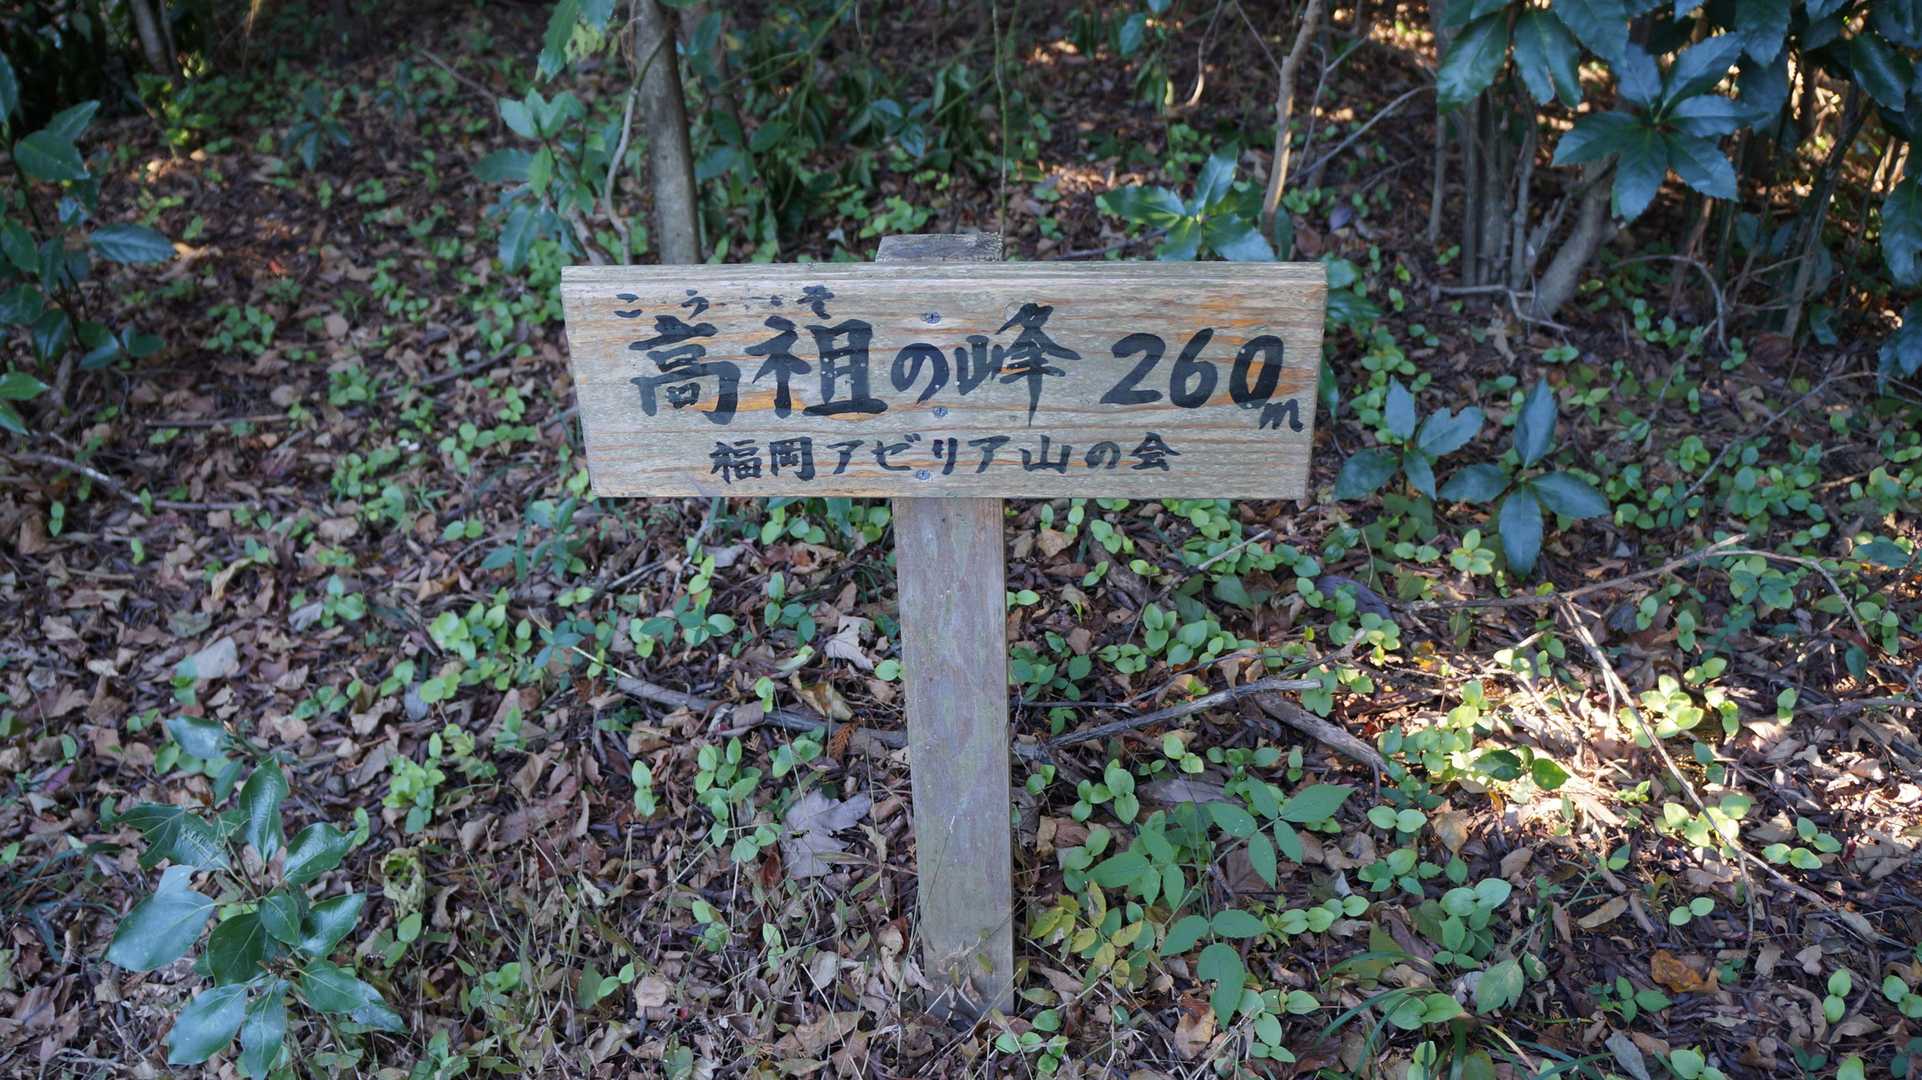 こう そ
高祖の峰 260m
福岡アゼリア山の会